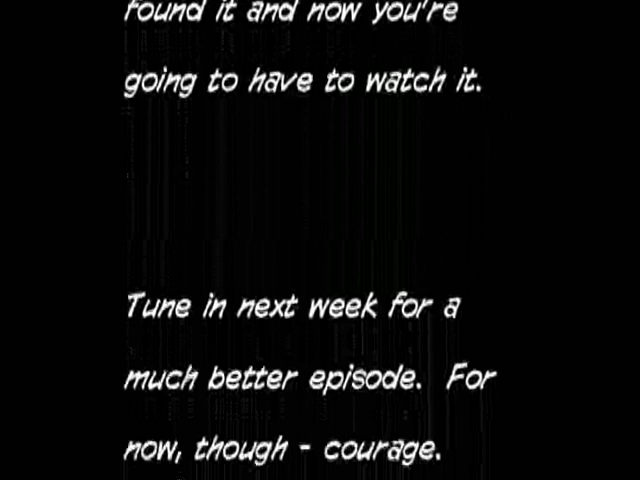 found it and now you're
going to have to watch it.
Tune in next week for a
much better episode. For
now, though - courage.